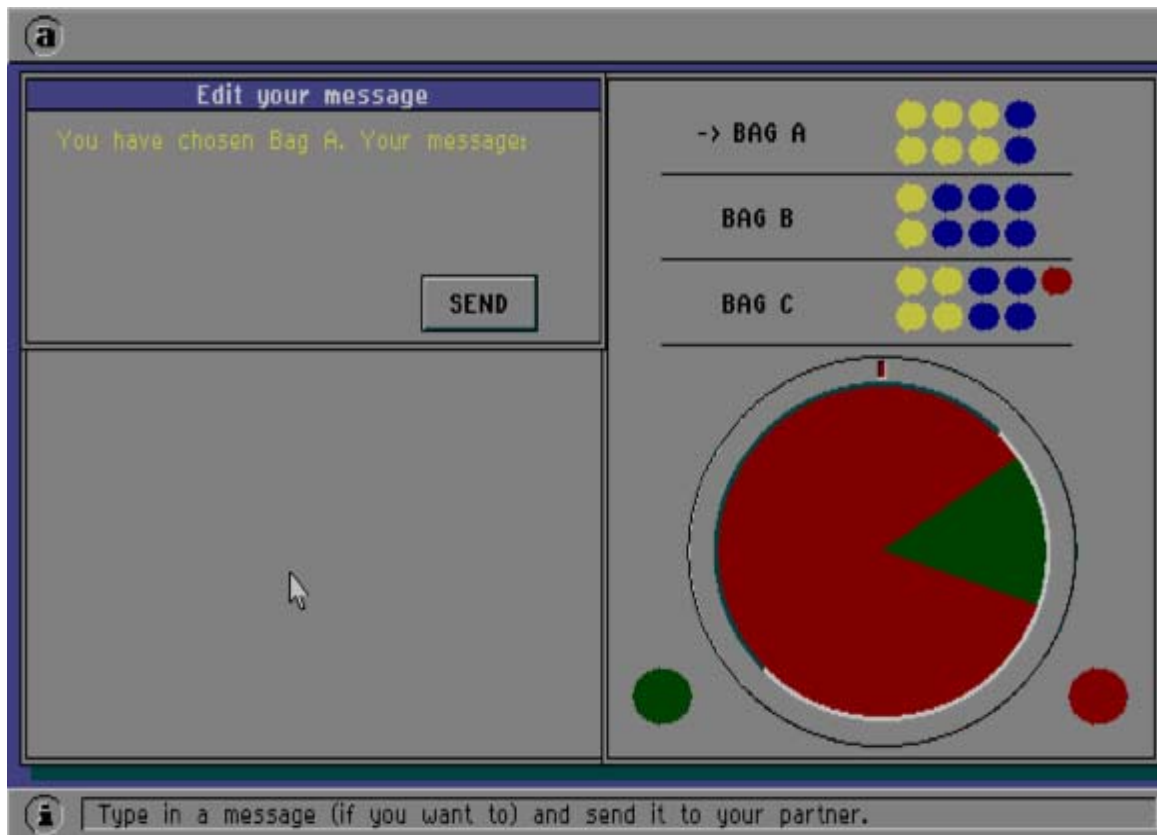 a
Edit your message
You have chosen Bag A. Your message:
SEND
-> BAG A
BAG B
BAG C
i Type in a message (if you want to) and send it to your partner.